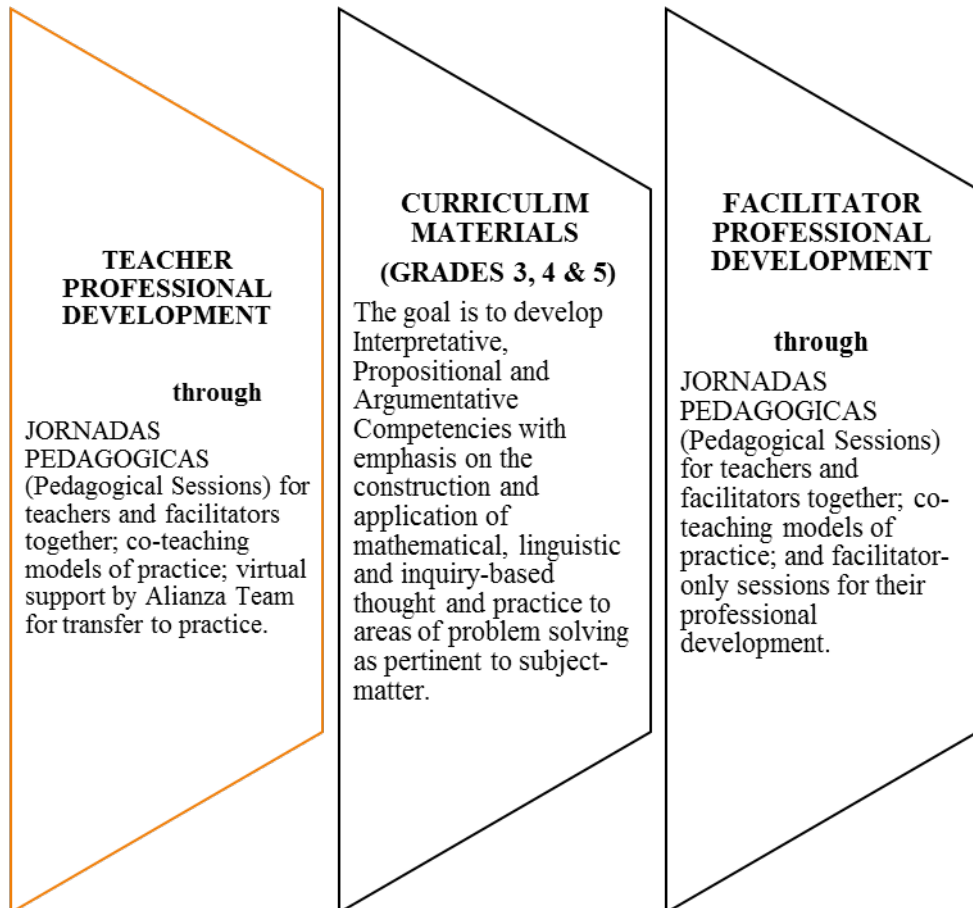 TEACHER
PROFESSIONAL
DEVELOPMENT
through
JORNADAS
PEDAGOGICAS
(Pedagogical Sessions) for
teachers and facilitators
together; co-teaching
models of practice; virtual
support by Alianza Team
for transfer to practice.
CURRICULIM
MATERIALS
(GRADES 3, 4 & 5)
The goal is to develop
Interpretative,
Propositional and
Argumentative
Competencies with
emphasis on the
construction and
application of
mathematical, linguistic
and inquiry-based
thought and practice to
areas of problem solving
as pertinent to subject-
matter.
FACILITATOR
PROFESSIONAL
DEVELOPMENT
through
JORNADAS
PEDAGOGICAS
(Pedagogical Sessions)
for teachers and
facilitators together; co-
teaching models of
practice; and facilitator-
only sessions for their
professional
development.